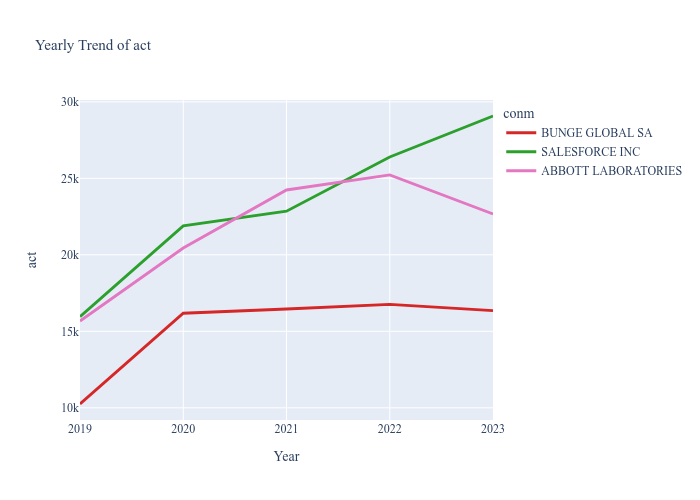 Yearly Trend of act
conm
BUNGE GLOBAL SA
SALESFORCE INC
ABBOTT LABORATORIES
act
30k
25k
20k
15k
10k
2019 2020 2021 2022 2023
Year